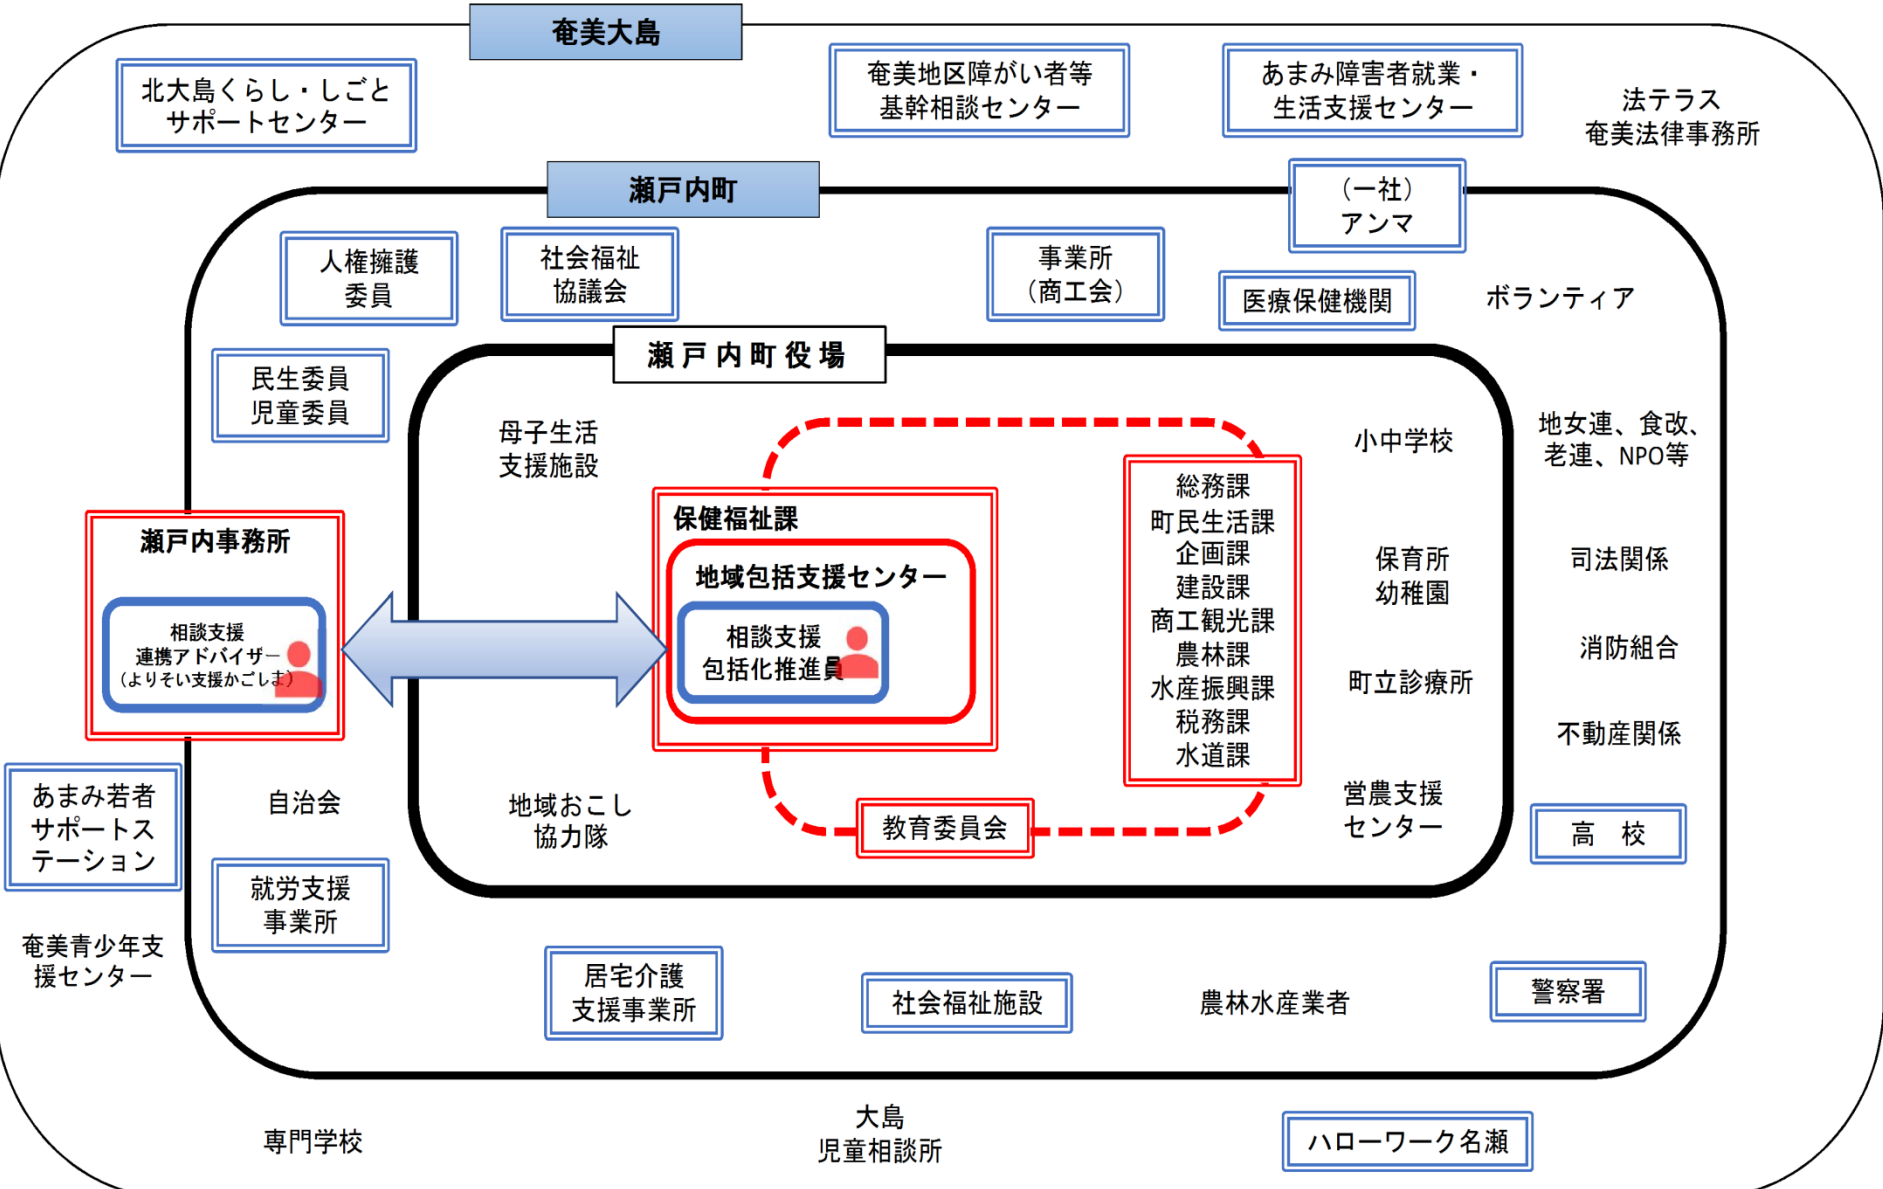 奄美大島
北大島くらし・しごと
サポートセンター
奄美地区障がい者等
基幹相談センター
あまみ障害者就業・
生活支援センター
法テラス
奄美法律事務所
瀬戸内町
（一社）
アンマ
人権擁護
委員
社会福祉
協議会
事業所
（商工会）
医療保健機関
ボランティア
瀬戸内町役場
民生委員
児童委員
母子生活
支援施設
小中学校
地女連、食改、
老連、NPO等
総務課
町民生活課
企画課
建設課
商工観光課
農林課
水産振興課
税務課
水道課
保健福祉課
地域包括支援センター
相談支援
包括化推進員
瀬戸内事務所
相談支援
連携アドバイザー
（よりそい支援かごしま）
保育所
幼稚園
司法関係
消防組合
町立診療所
不動産関係
あまみ若者
サポートス
テーション
自治会
地域おこし
協力隊
教育委員会
営農支援
センター
高　校
就労支援
事業所
奄美青少年支
援センター
居宅介護
支援事業所
社会福祉施設
農林水産業者
警察署
専門学校
大島
児童相談所
ハローワーク名瀬